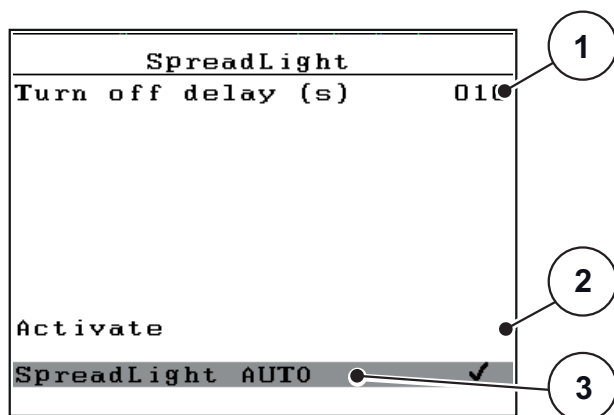 SpreadLight
Turn off delay (s) 010
Activate
SpreadLight AUTO ✓
1
2
3